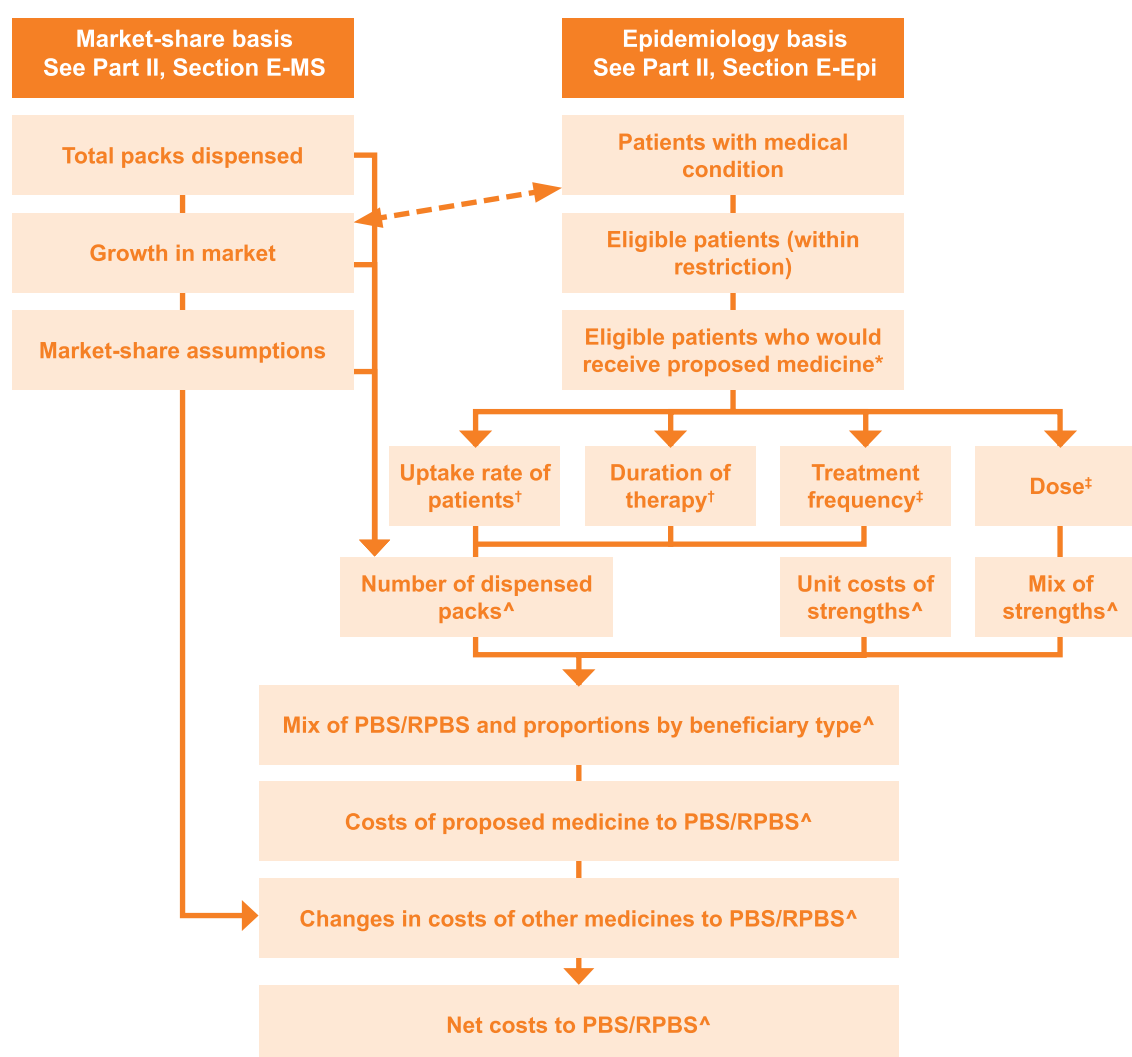 Market-share basis
See Part II, Section E-MS
Epidemiology basis
See Part II, Section E-Epi
Total packs dispensed
Growth in market
Market-share assumptions
Patients with medical
condition
Eligible patients (within
restriction)
Eligible patients who would
receive proposed medicine*
Uptake rate of
patients†
Duration of
therapy†
Treatment
frequency‡
Dose‡
Number of dispensed
packs^
Unit costs of
strengths^
Mix of
strengths^
Mix of PBS/RPBS and proportions by beneficiary type^
Costs of proposed medicine to PBS/RPBS^
Changes in costs of other medicines to PBS/RPBS^
Net costs to PBS/RPBS^